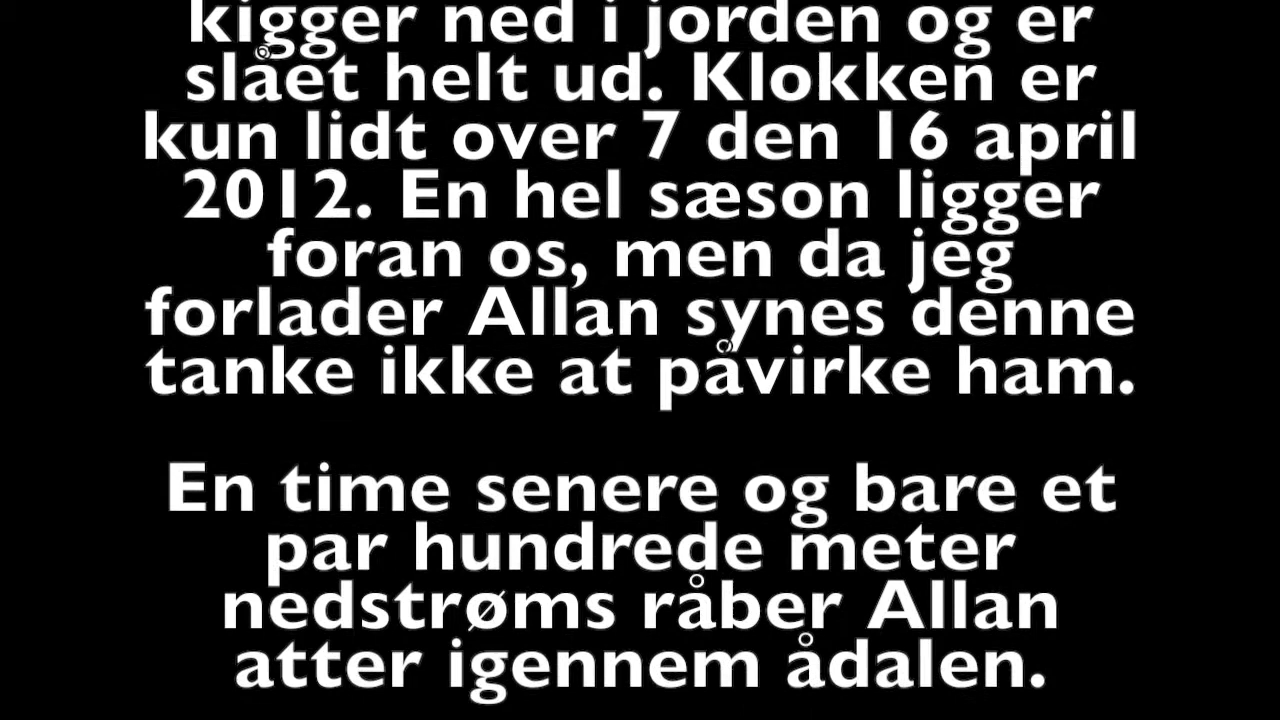 kigger ned i jorden og er
slået helt ud. Klokken er
kun lidt over 7 den 16 april
2012. En hel sæson ligger
foran os, men da jeg
forlader Allan synes denne
tanke ikke at påvirke ham.
En time senere og bare et
par hundrede meter
nedstrøms råber Allan
atter igennem ådalen.